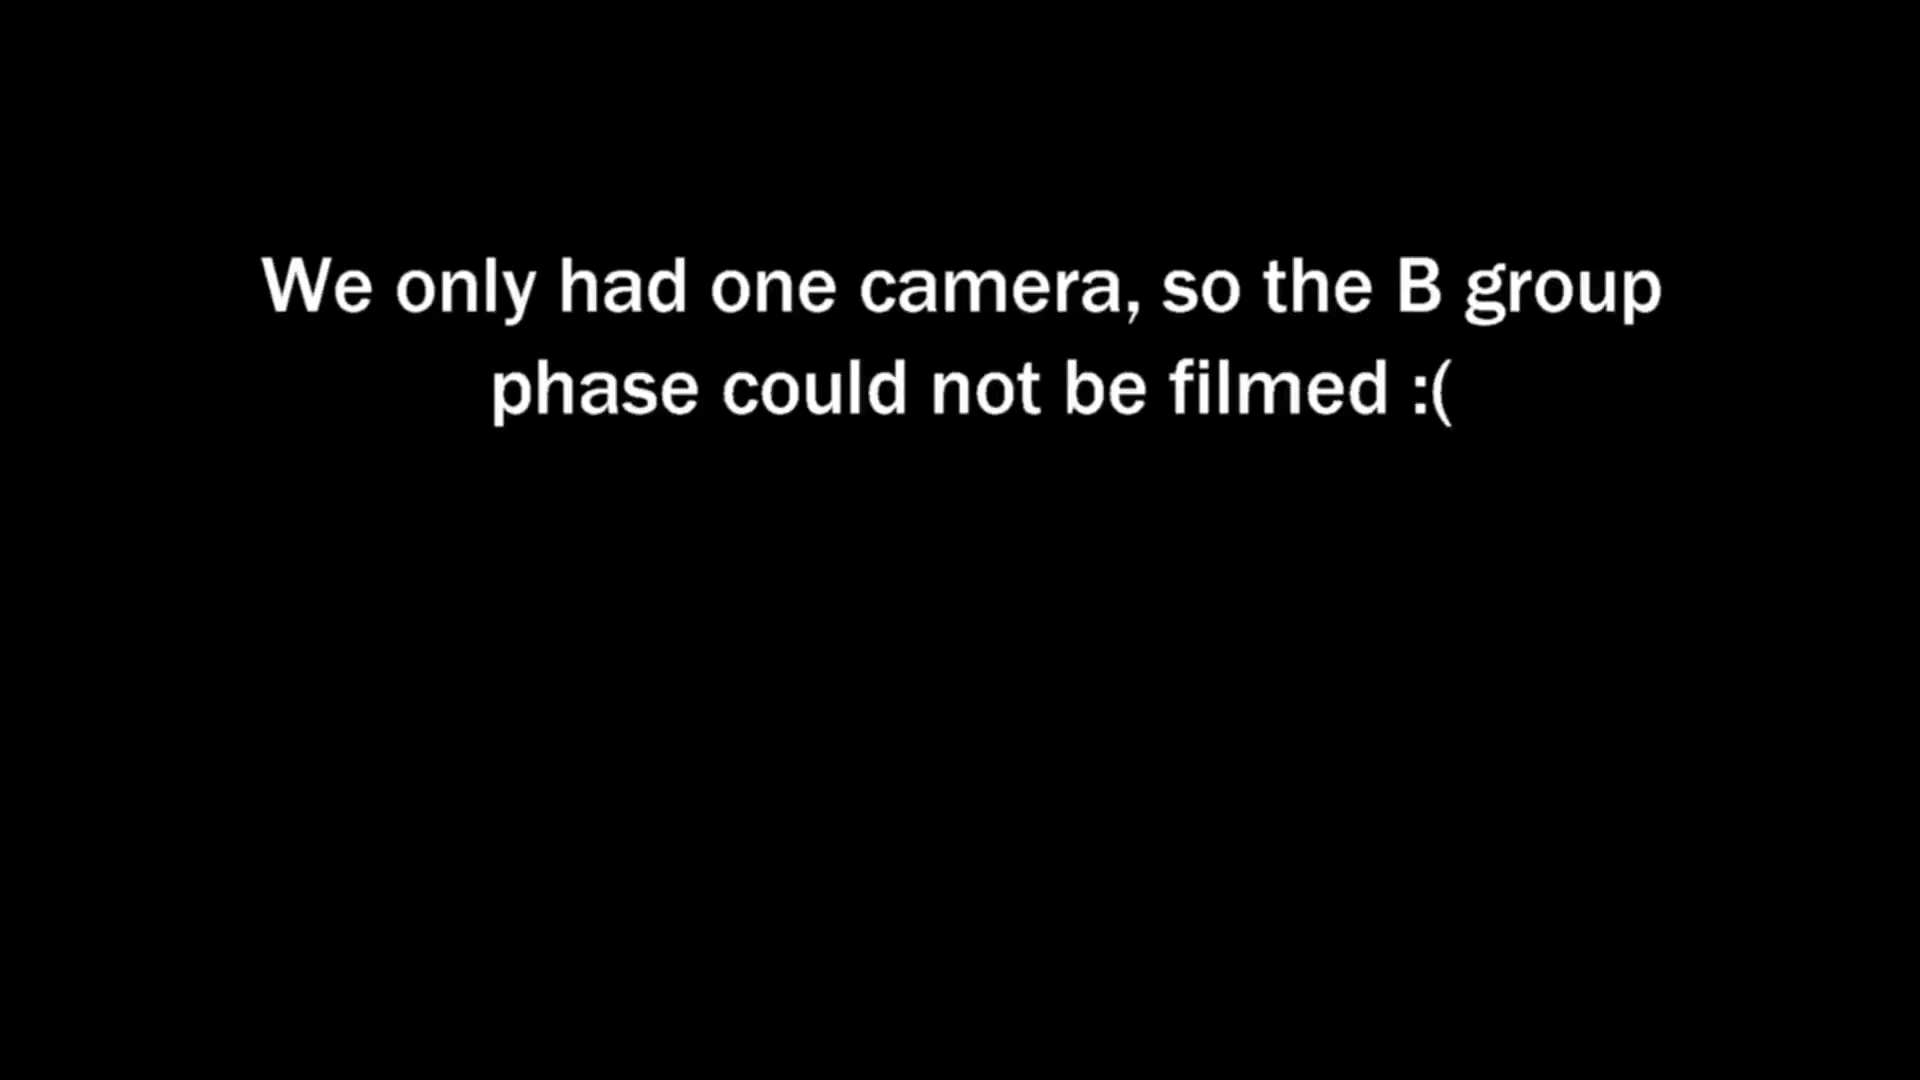 We only had one camera, so the B group
phase could not be filmed :(